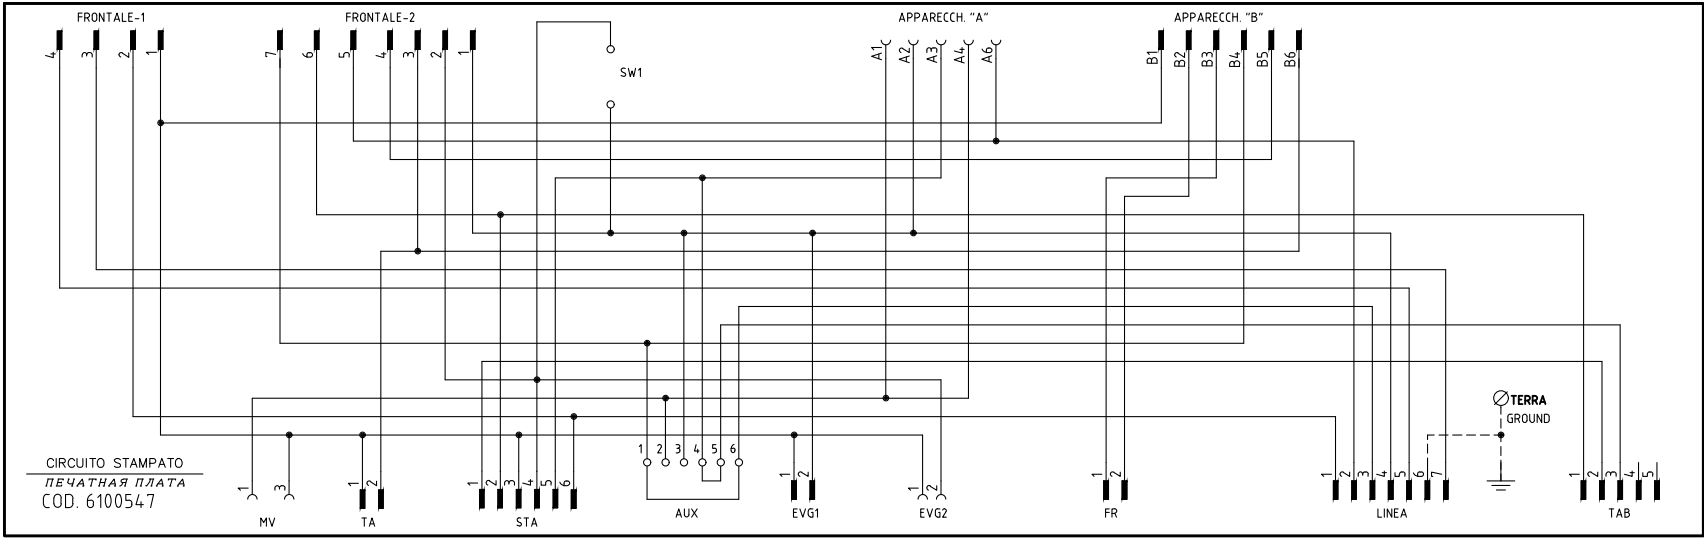 FRONTALE-1
FRONTALE-2
APPARECCH. "A"
APPARECCH. "B"
4 3 2 1
7 6 5 4 3 2 1
SW1
A1 A2 A3 A4 A6
B1 B2 B3 B4 B5 B6
TERRA
GROUND
CIRCUITO STAMPATO
ПЕЧАТНАЯ ПЛАТА
COD. 6100547
1 3
MV
1 2
TA
1 2 3 4 5 6
STA
1 2 3 4 5 6
AUX
1 2
EVG1
1 2
EVG2
1 2
FR
1 2 3 4 5 6 7
LINEA
1 2 3 4 5
TAB